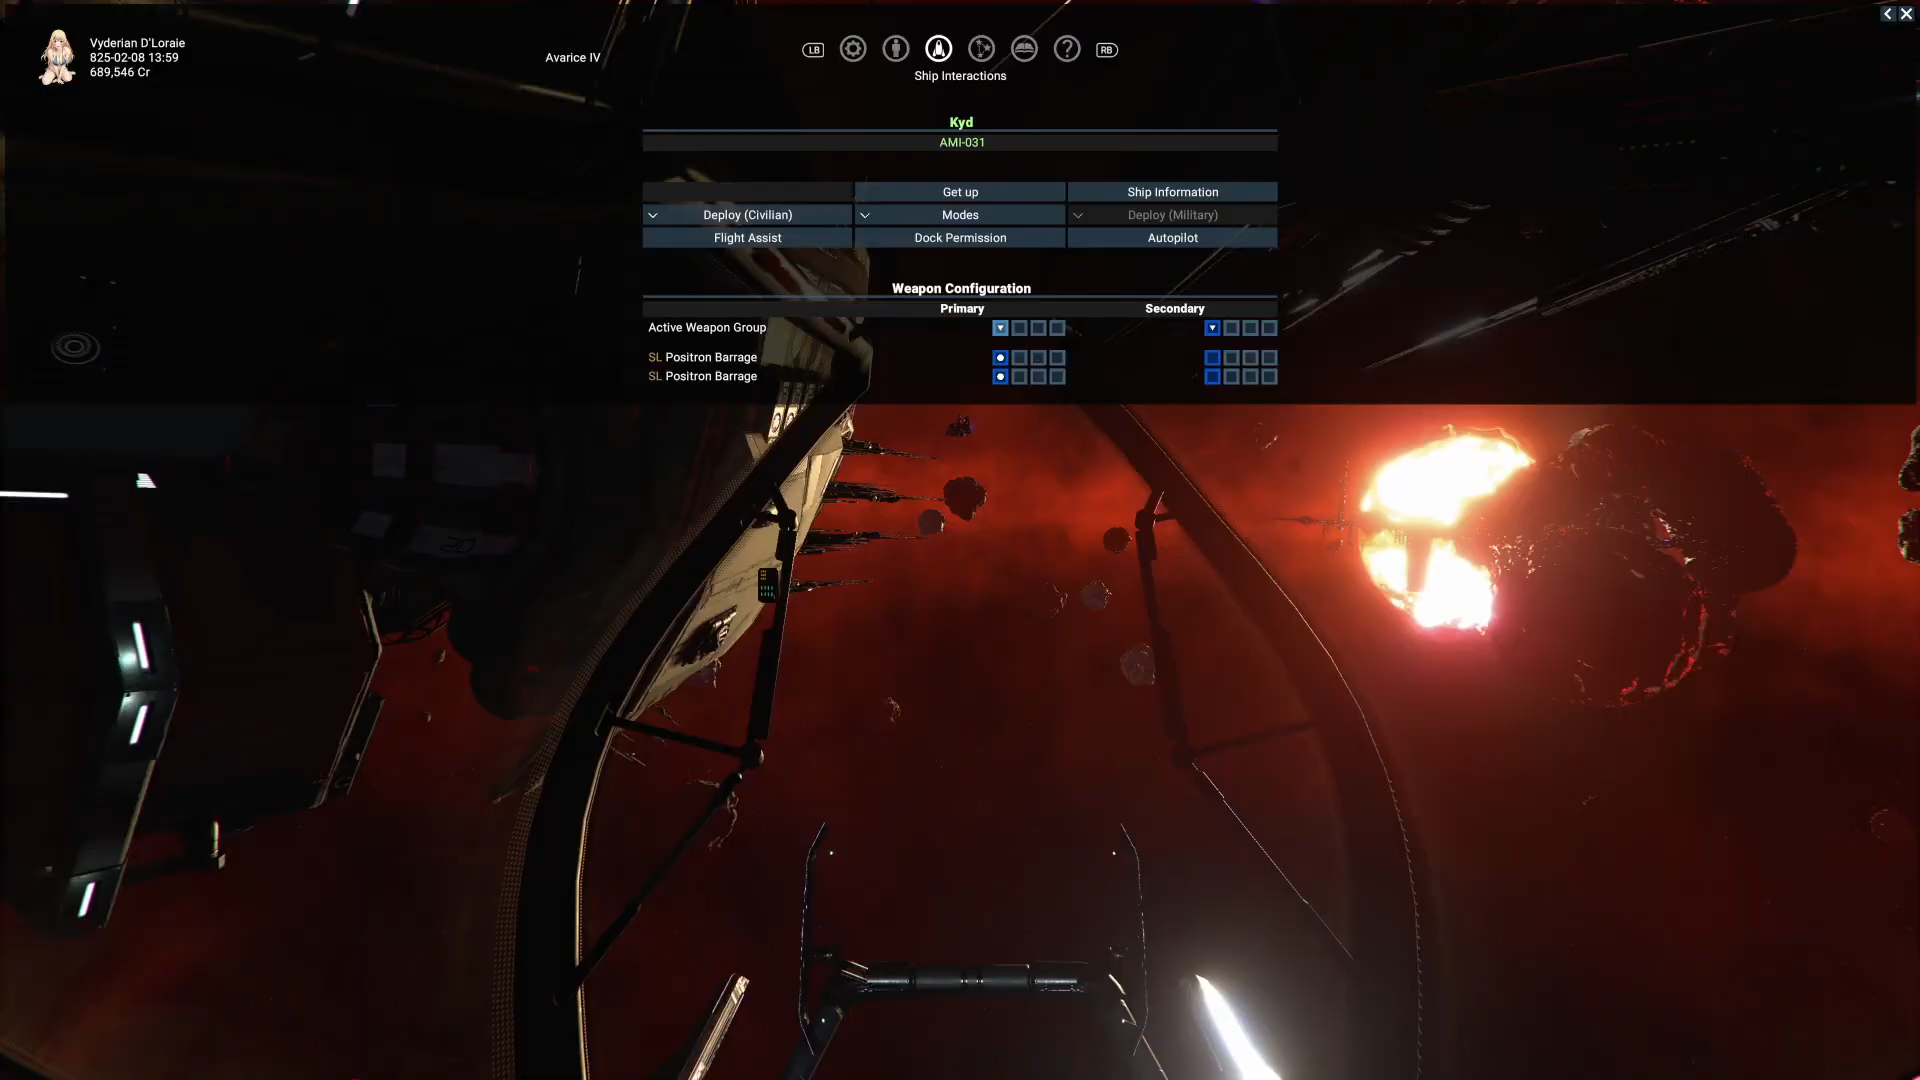 Vyderian D'Loraie
825-02-08 13:59
689,546 Cr
Avarice IV
LB
?
RB
Ship Interactions
Kyd
AMI-031
Get up
Ship Information
Deploy (Civilian)
Modes
Deploy (Military)
Flight Assist
Dock Permission
Autopilot
Weapon Configuration
Primary
Secondary
Active Weapon Group
SL Positron Barrage
SL Positron Barrage